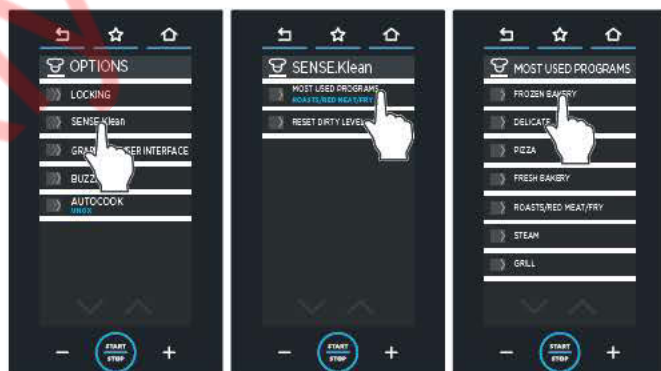 OPTIONS
LOCKING
SENSE.Klean
INTERFACE
AUTOCOOK
UNOX
START
STOP
SENSE.Klean
MOST USED PROGRAMS
ROASTS/RED MEAT/FRY
RESET DIRTY LEVEL
START
STOP
MOST USED PROGRAMS
FROZEN BAKERY
PIZZA
FRESH BAKERY
ROASTS/RED MEAT/FRY
STEAM
GRILL
START
STOP